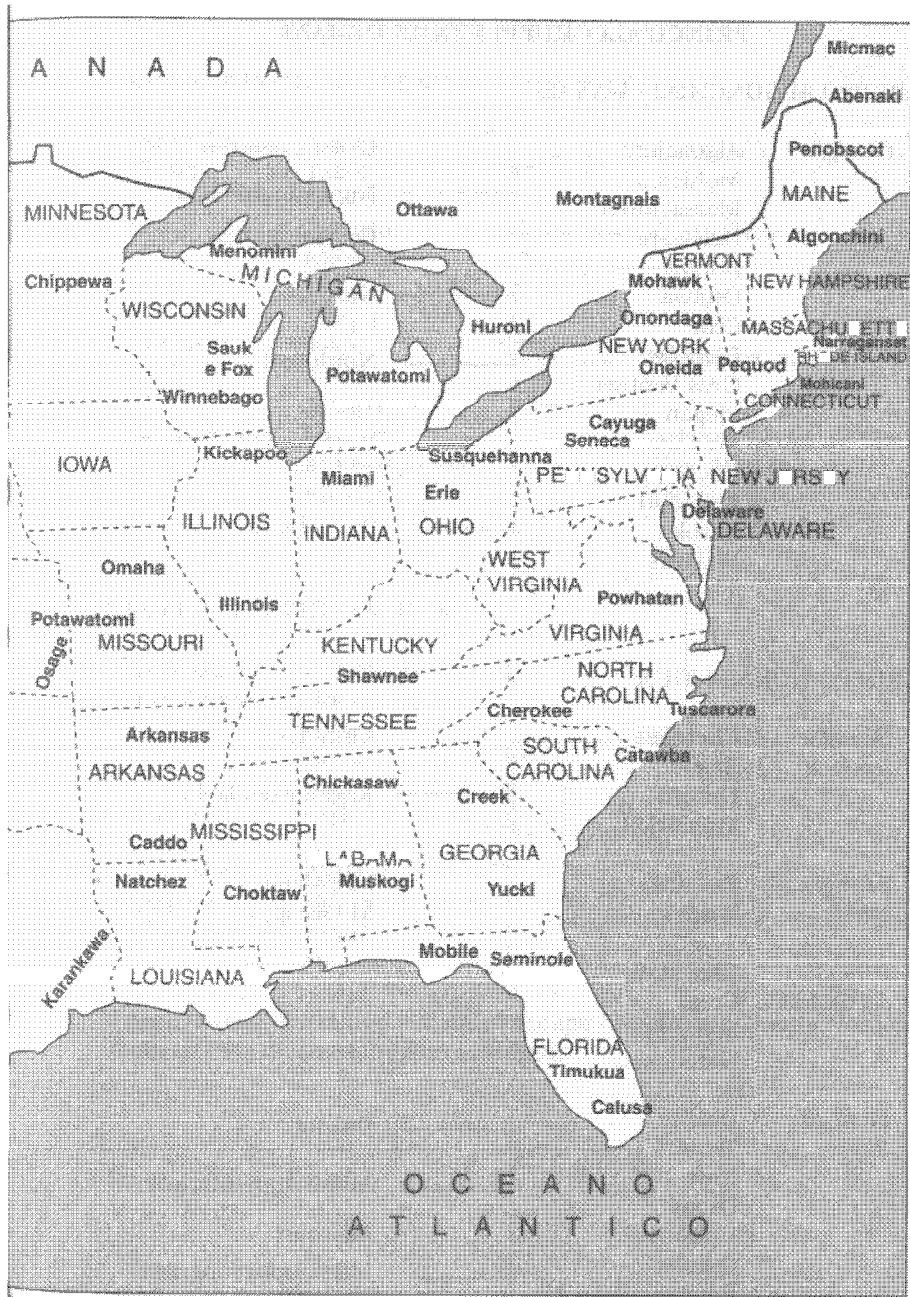 Micmac
A N A D A
Abenaki
Penobscot
MAINE
Montagnais
Ottawa
MINNESOTA
Algonchini
Menomini
VERMONT
Chippewa
MICHIGAN
Mohawk
NEW HAMPSHIRE
WISCONSIN
Onondaga
Huroni
Narraganset
Sauk
e Fox
NEW YORK
Oneida
Pequod
Potawatomi
Mohicani
Winnebago
CONNECTICUT
Cayuga
Seneca
Kickapoo
Susquehanna
IOWA
Miami
Erie
Delaware
ILLINOIS
INDIANA
OHIO
DELAWARE
Omaha
WEST
VIRGINIA
Illinois
Powhatan
Potawatomi
MISSOURI
KENTUCKY
VIRGINIA
Osage
Shawnee
NORTH
CAROLINA
Cherokee
Tuscarora
TENNESSEE
Arkansas
SOUTH
CAROLINA
Catawba
ARKANSAS
Chickasaw
Creek
Caddo
MISSISSIPPI
GEORGIA
Natchez
Choktaw
Muskogi
Yucki
Karankawa
Mobile
Seminole
LOUISIANA
FLORIDA
Timukua
Calusa
OCEANO
ATLANTICO